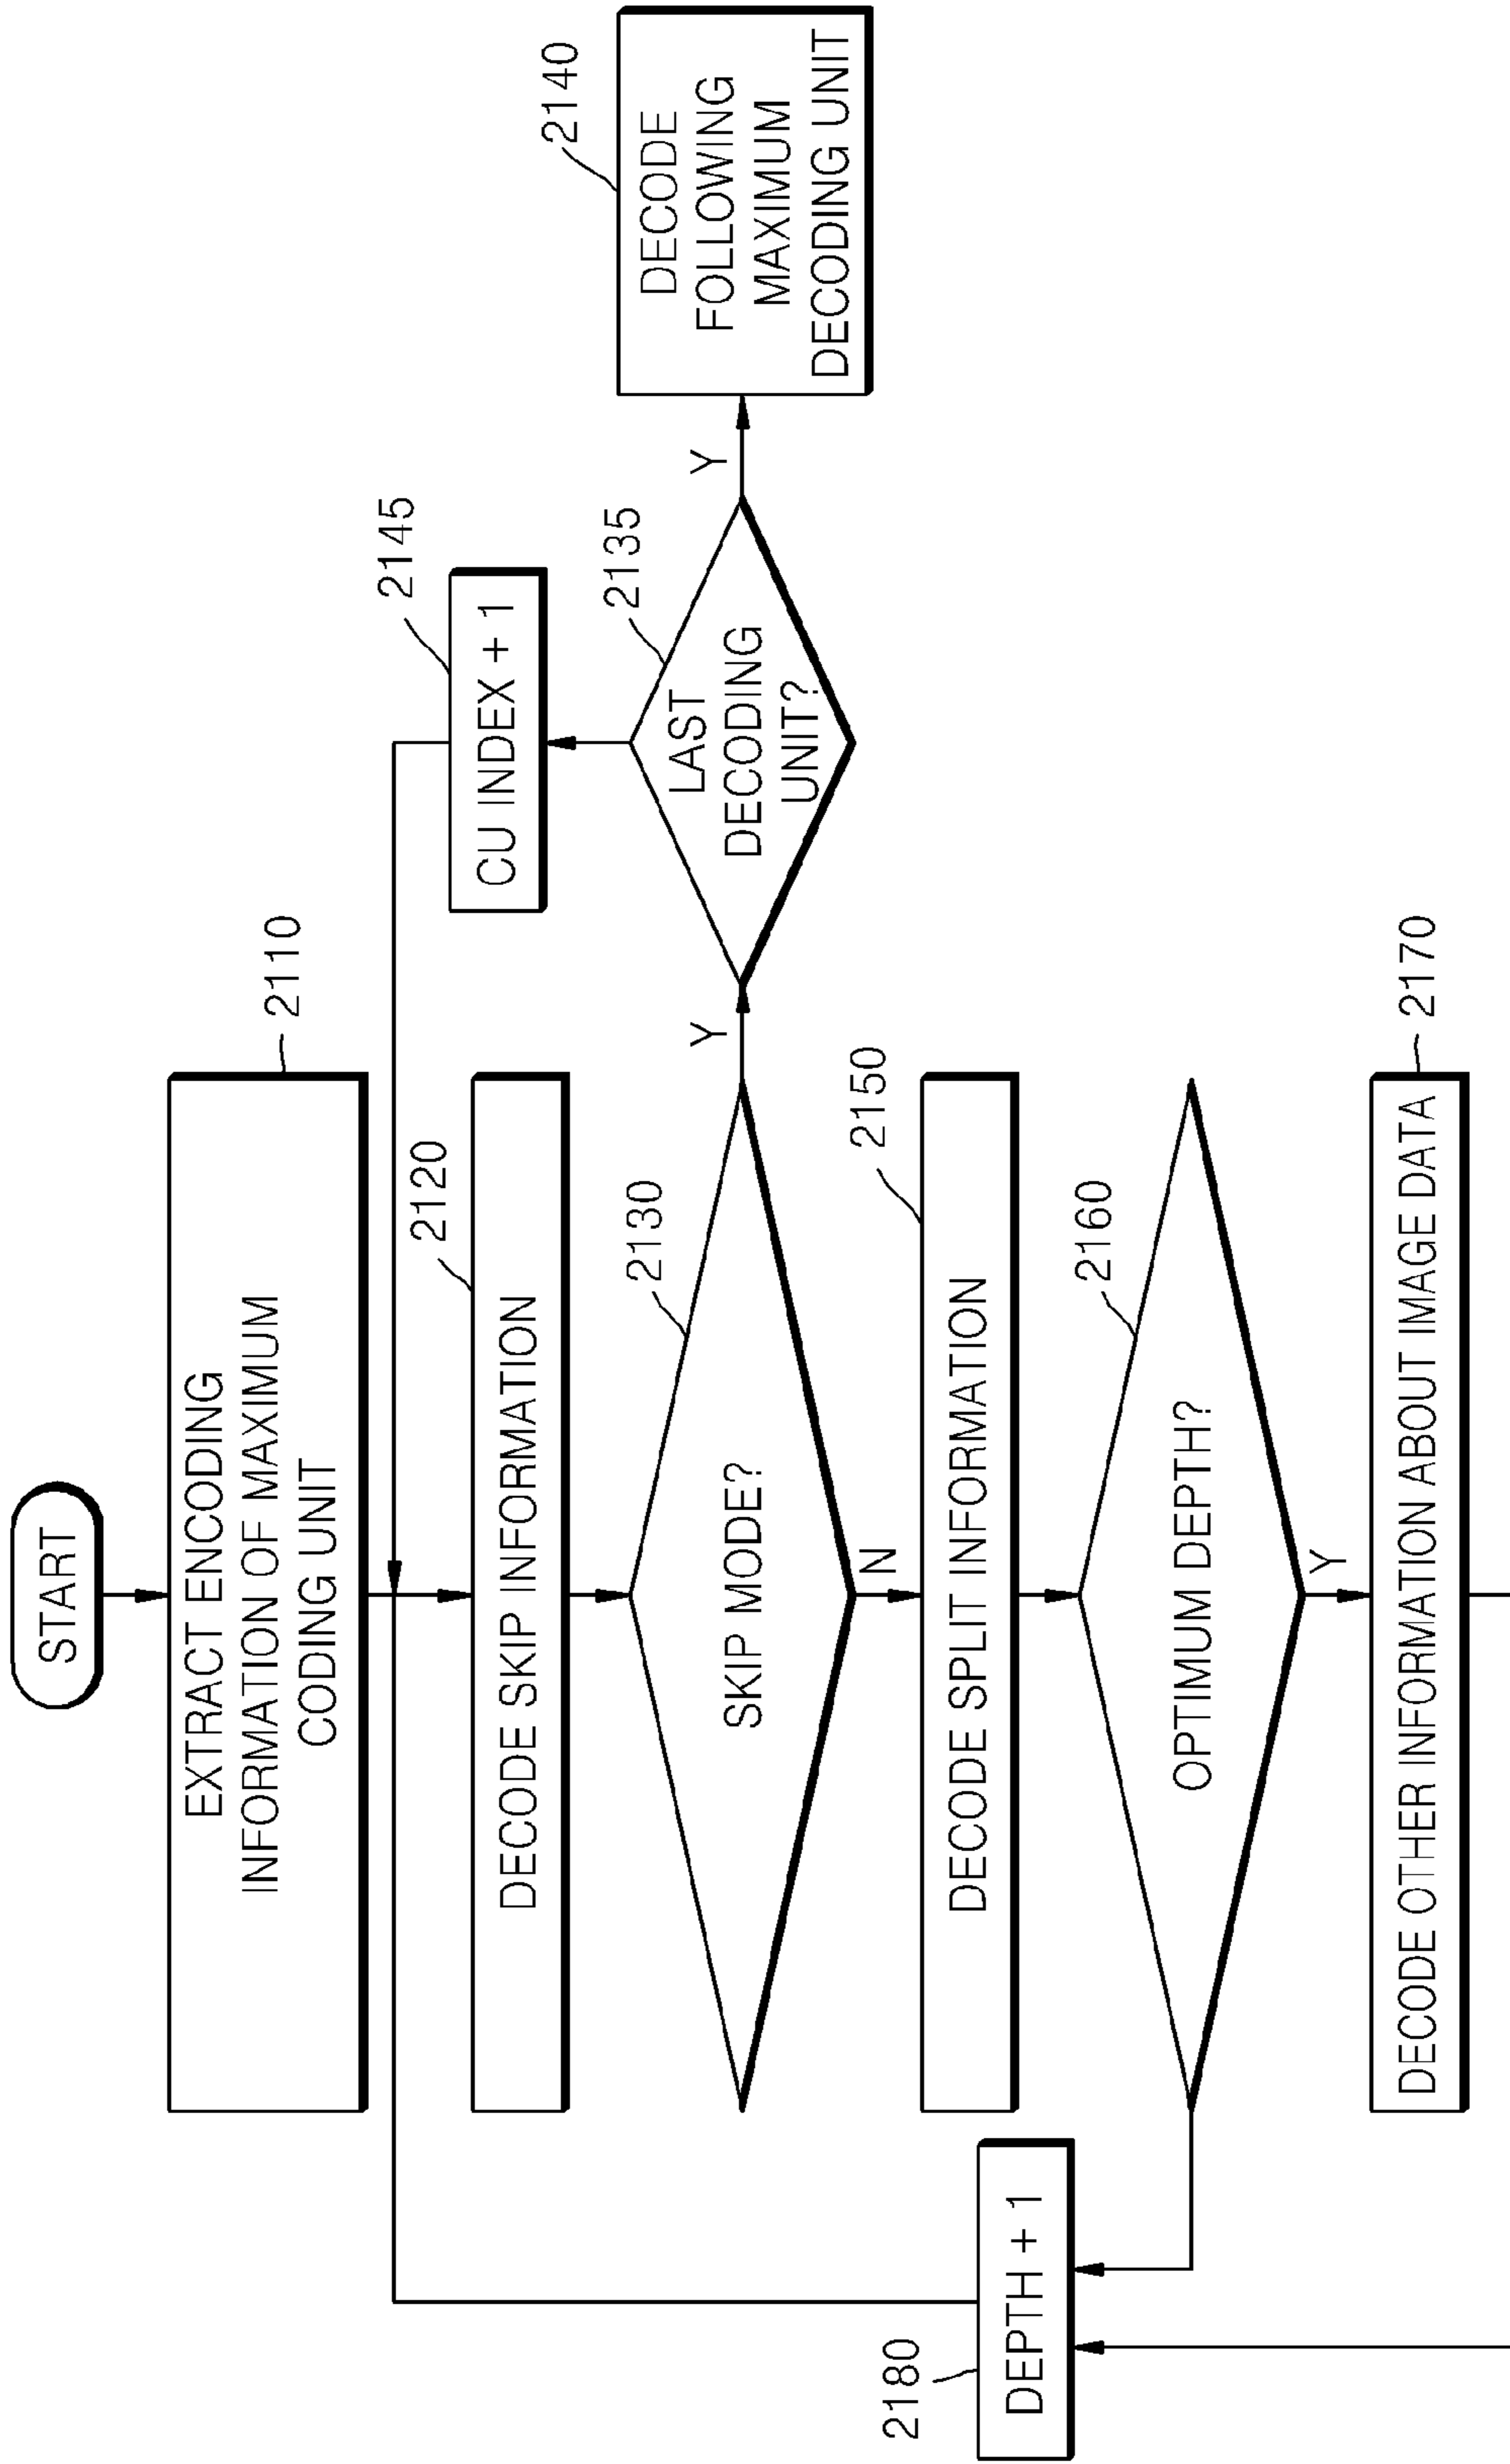 START
EXTRACT ENCODING
INFORMATION OF MAXIMUM
CODING UNIT
2110
DECODE SKIP INFORMATION
2120
CU INDEX + 1
2145
SKIP MODE?
2130
Y
LAST
DECODING
UNIT?
2135
Y
DECODE
FOLLOWING
MAXIMUM
DECODING UNIT
2140
N
DECODE SPLIT INFORMATION
2150
2180
DEPTH + 1
OPTIMUM DEPTH?
2160
Y
DECODE OTHER INFORMATION ABOUT IMAGE DATA
2170